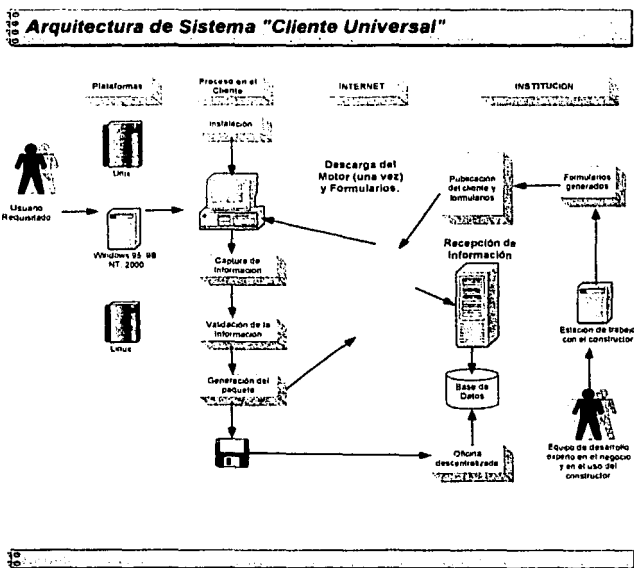 Arquitectura de Sistema "Cliente Universal"
Plataformas
Proceso en el
Cliente
INTERNET
INSTITUCION
Instalación
Unix
Usuario
Requisitado
Windows 95 98
NT, 2000
Linux
Captura de
Información
Validación de la
Información
Generación del
paquete
Descarga del
Motor (una vez)
y Formularios.
Publicación
del cliente y
formularios
Formularios
generados
Recepción de
Información
Base de
Datos
Oficina
descentralizada
Estación de trabajo
con el constructor
Equipo de desarrollo
experto en el negocio
y en el uso del
constructor